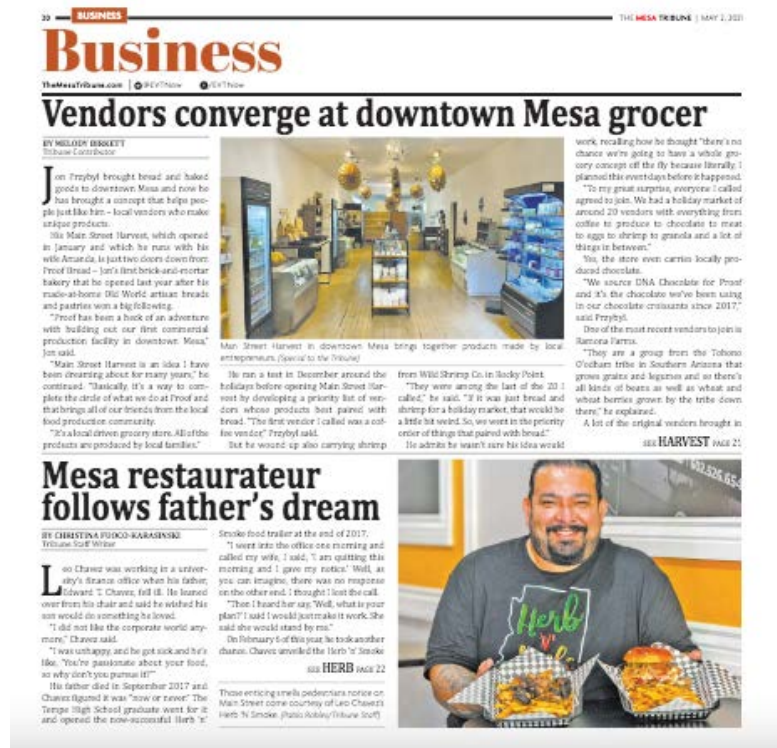 20 BUSINESS THE MESA TRIBUNE | MAY 2, 2021
Business
TheMesaTribune.com | @EVTNow /EVTNow
Vendors converge at downtown Mesa grocer
BY MELODY BIRKETT
Tribune Contributor
Jon Przybyl brought bread and baked
goods to downtown Mesa and now he
has brought a concept that helps peo-
ple just like him – local vendors who make
unique products.
His Main Street Harvest, which opened
in January and which he runs with his
wife Amanda, is just two doors down from
Proof Bread – Jon's first brick-and-mortar
bakery that he opened last year after his
made-at-home Old World artisan breads
and pastries won a big following.
"Proof has been a heck of an adventure
with building out our first commercial
production facility in downtown Mesa,"
Jon said.
"Main Street Harvest is an idea I have
been dreaming about for many years," he
continued. "Basically, it's a way to com-
plete the circle of what we do at Proof and
that brings all of our friends from the local
food production community.
"It's a local driven grocery store. All of the
products are produced by local families."
Main Street Harvest in downtown Mesa brings together products made by local
entrepreneurs. (Special to the Tribune)
He ran a test in December around the
holidays before opening Main Street Har-
vest by developing a priority list of ven-
dors whose products best paired with
bread. "The first vendor I called was a cof-
fee vendor," Przybyl said.
But he wound up also carrying shrimp
from Wild Shrimp Co. in Rocky Point.
"They were among the last of the 20 I
called," he said. "If it was just bread and
shrimp for a holiday market, that would be
a little bit weird. So, we went in the priority
order of things that paired with bread."
He admits he wasn't sure his idea would
work, recalling how he thought "there's no
chance we're going to have a whole gro-
cery concept off the fly because literally, I
planned this event days before it happened.
"To my great surprise, everyone I called
agreed to join. We had a holiday market of
around 20 vendors with everything from
coffee to produce to chocolate to meat
to eggs to shrimp to granola and a lot of
things in between."
Yes, the store even carries locally pro-
duced chocolate.
"We source DNA Chocolate for Proof
and it's the chocolate we've been using
in our chocolate croissants since 2017,"
said Przybyl.
One of the most recent vendors to join is
Ramona Farms.
"They are a group from the Tohono
O'odham tribe in Southern Arizona that
grows grains and legumes and so there's
all kinds of beans as well as wheat and
wheat berries grown by the tribe down
there," he explained.
A lot of the original vendors brought in
SEE HARVEST PAGE 21
Mesa restaurateur
follows father's dream
BY CHRISTINA FUOCO-KARASINSKI
Tribune Staff Writer
Leo Chavez was working in a univer-
sity's finance office when his father,
Edward T. Chavez, fell ill. He leaned
over from his chair and said he wished his
son would do something he loved.
"I did not like the corporate world any-
more," Chavez said.
"I was unhappy, and he got sick and he's
like, 'You're passionate about your food,
so why don't you pursue it?'"
His father died in September 2017 and
Chavez figured it was "now or never." The
Tempe High School graduate went for it
and opened the now-successful Herb 'n'
Smoke food trailer at the end of 2017.
"I went into the office one morning and
called my wife, I said, 'I am quitting this
morning and I gave my notice.' Well, as
you can imagine, there was no response
on the other end. I thought I lost the call.
"Then I heard her say, 'Well, what is your
plan?' I said I would just make it work. She
said she would stand by me."
On February 6 of this year, he took another
chance. Chavez unveiled the Herb 'n' Smoke
SEE HERB PAGE 22
Those enticing smells pedestrians notice on
Main Street come courtesy of Leo Chavez's
Herb 'N Smoke. (Pablo Robles/Tribune Staff)
Herb
'n'